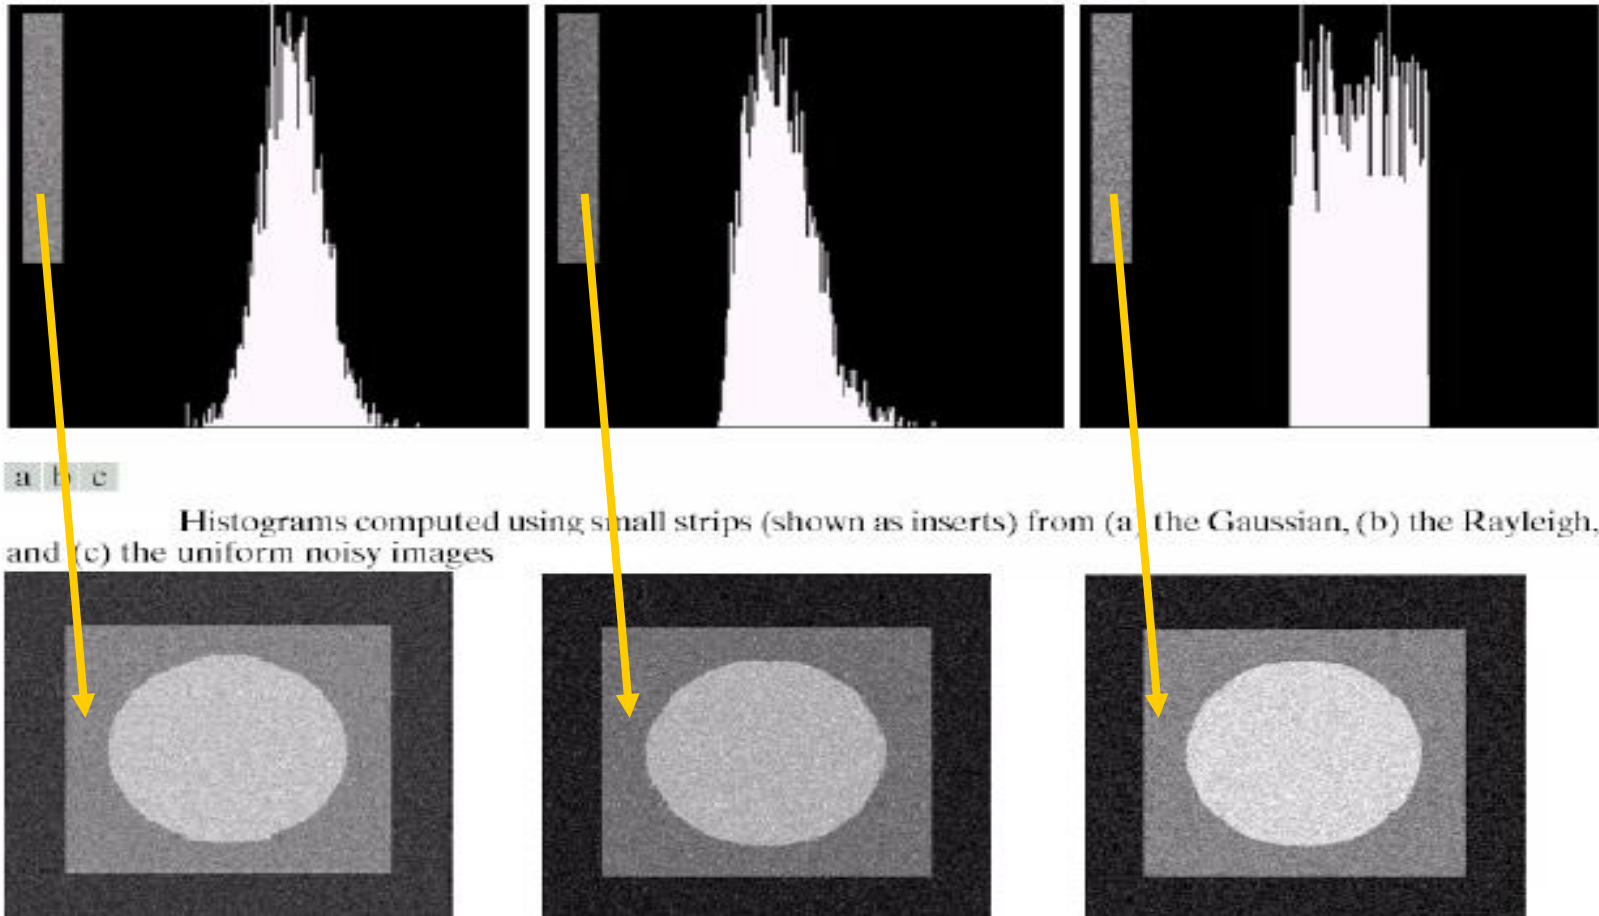 a b c
Histograms computed using small strips (shown as inserts) from (a) the Gaussian, (b) the Rayleigh,
and (c) the uniform noisy images